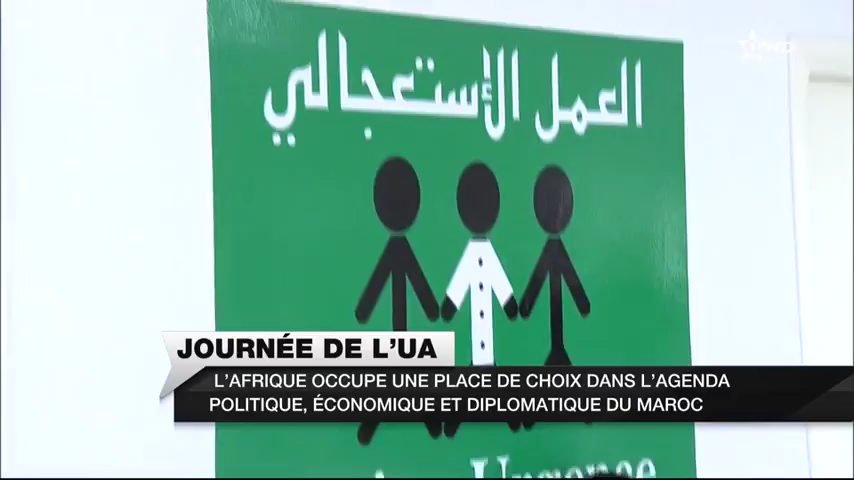 العمل الإستعجالي
JOURNÉE DE L'UA
L'AFRIQUE OCCUPE UNE PLACE DE CHOIX DANS L'AGENDA
POLITIQUE, ÉCONOMIQUE ET DIPLOMATIQUE DU MAROC
Urgence